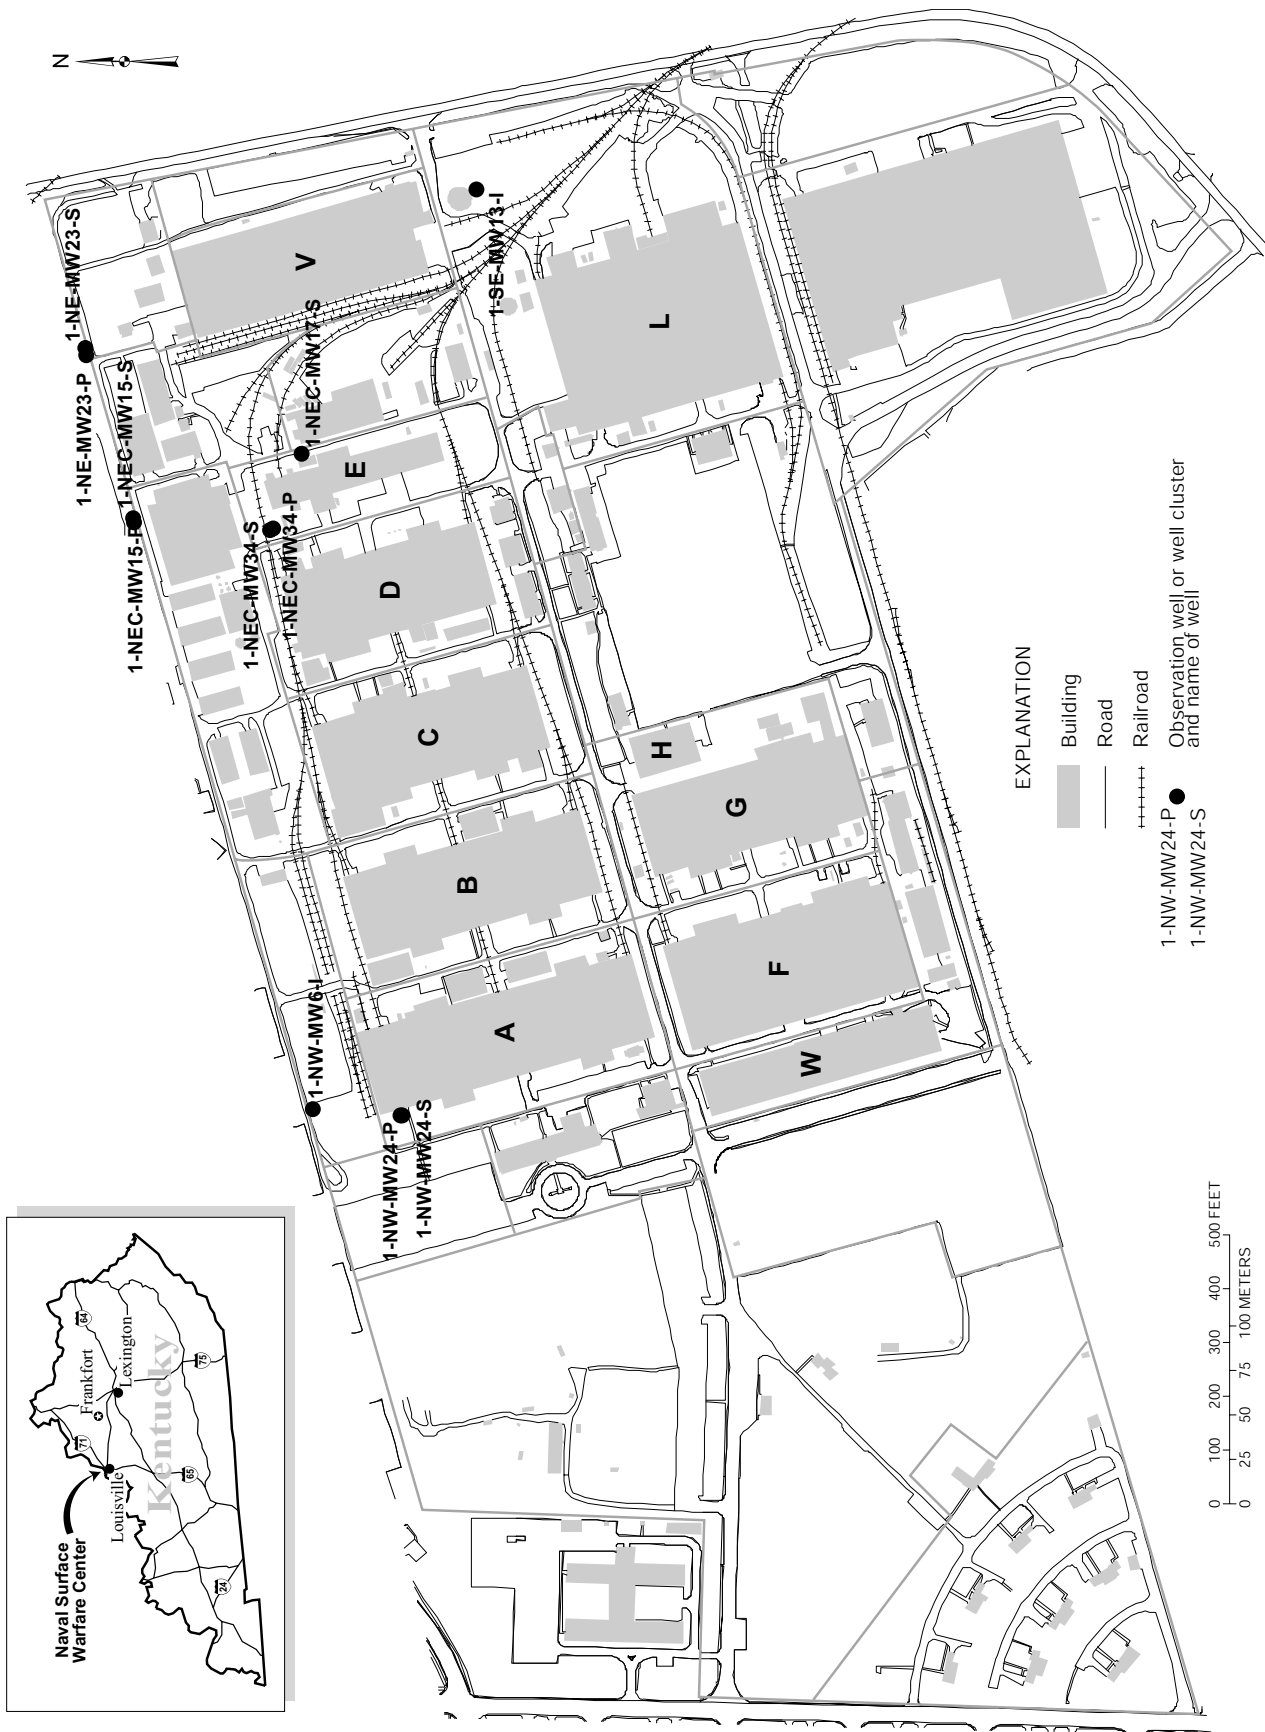 Naval Surface
Warfare Center
Louisville
Frankfort
Lexington
Kentucky
71
64
65
75
24
N
1-NE-MW23-S
1-NE-MW23-P
1-NEC-MW15-S
1-NEC-MW15-P
1-NEC-MW34-S
1-NEC-MW34-P
1-NEC-MW17-S
1-SE-MW13-I
1-NW-MW6-I
1-NW-MW24-P
1-NW-MW24-S
V
E
D
C
B
A
L
H
G
F
W
EXPLANATION
Building
Road
Railroad
1-NW-MW24-P
1-NW-MW24-S
Observation well or well cluster
and name of well
0 100 200 300 400 500 FEET
0 25 50 75 100 METERS